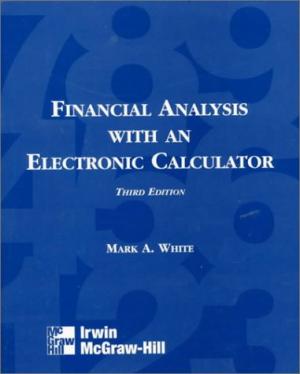 FINANCIAL ANALYSIS
WITH AN
ELECTRONIC CALCULATOR
THIRD EDITION
MARK A. WHITE
Mc
Graw
Hill
Irwin
McGraw-Hill